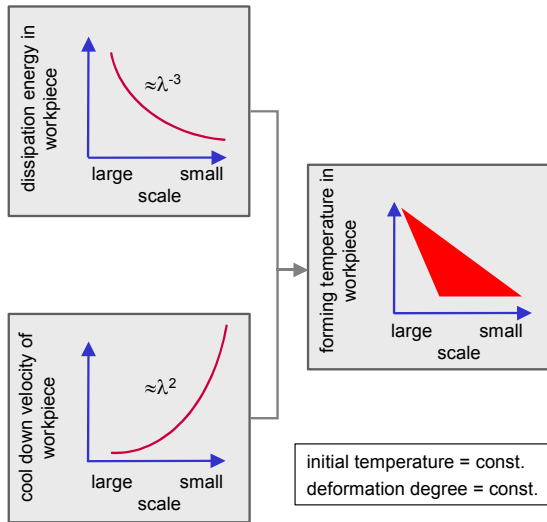 dissipation energy in
workpiece
≈λ-3
large small
scale
cool down velocity of
workpiece
≈λ2
large small
scale
forming temperature in
workpiece
large small
scale
initial temperature = const.
deformation degree = const.